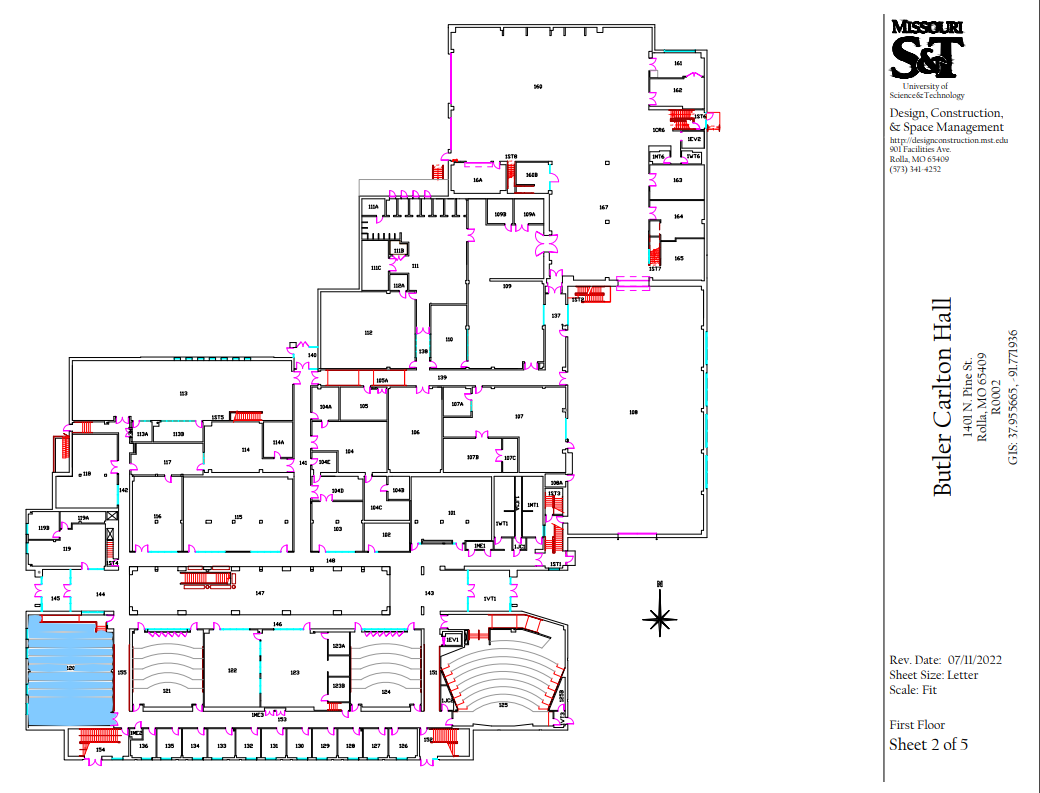 160
161
162
1ST6
1CR6
1EV2
1MT6
1WT6
1ST8
16A
160B
163
167
164
165
1ST7
111A
109B
109A
111B
111
111C
112A
109
1ST2
137
112
110
138
140
139
105A
113
104A
105
107A
107
108
1ST5
106
113A
113B
114
114A
104
107B
107C
117
141
104E
118
142
104D
104B
108A
1ST3
104C
116
115
103
101
1WT1
1MT1
119A
119B
102
119
1ME1
1JC1
1ST4
148
1ST1
145
144
147
143
1VT1
146
1EV1
120
155
121
122
123
123A
123B
124
151
125
125B
1ME3
153
1ME2
154
136
135
134
133
132
131
130
129
128
127
126
152
N
MISSOURI
S&T
University of
Science&Technology
Design, Construction,
& Space Management
http://designconstruction.mst.edu
901 Facilities Ave.
Rolla, MO 65409
(573) 341-4252
Butler Carlton Hall
1401 N. Pine St.
Rolla, MO 65409
R0002
GIS: 37.955665, -91.771936
Rev. Date: 07/11/2022
Sheet Size: Letter
Scale: Fit
First Floor
Sheet 2 of 5